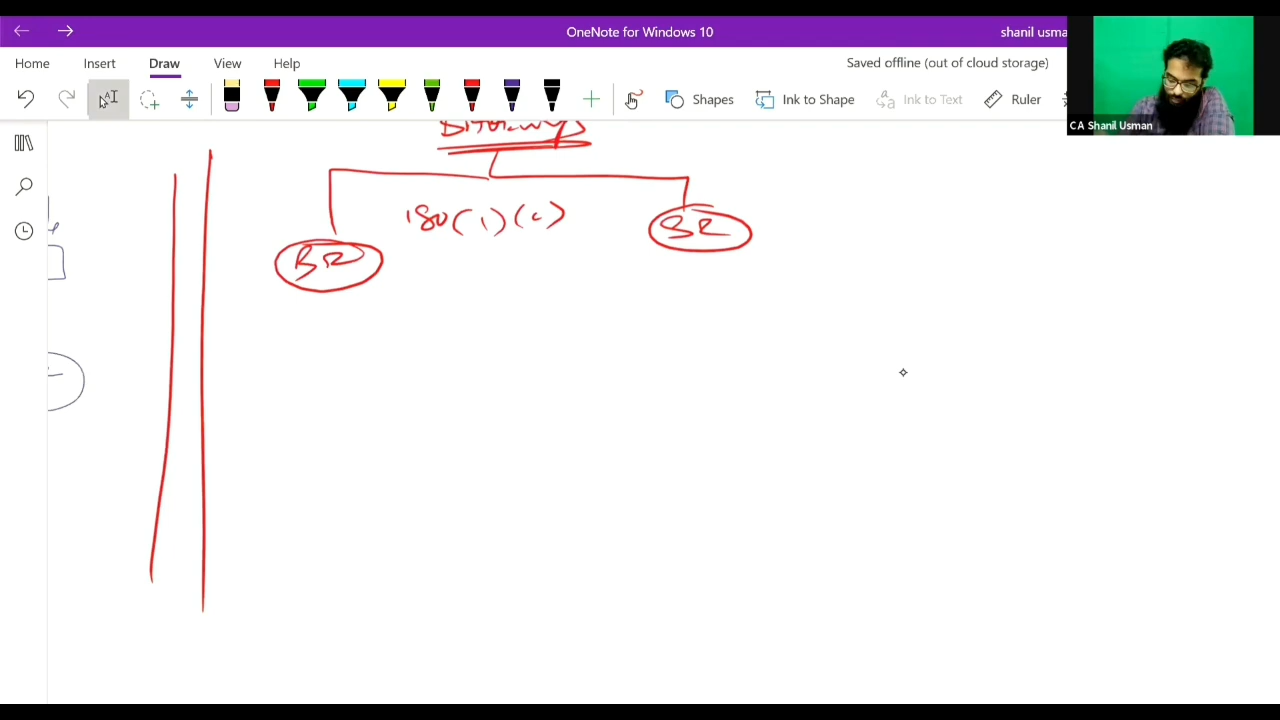 OneNote for Windows 10
shanil usma
Home Insert Draw View Help
Saved offline (out of cloud storage)
Shapes Ink to Shape Ink to Text Ruler
CA Shanil Usman
180(1)(c)
BR
SR